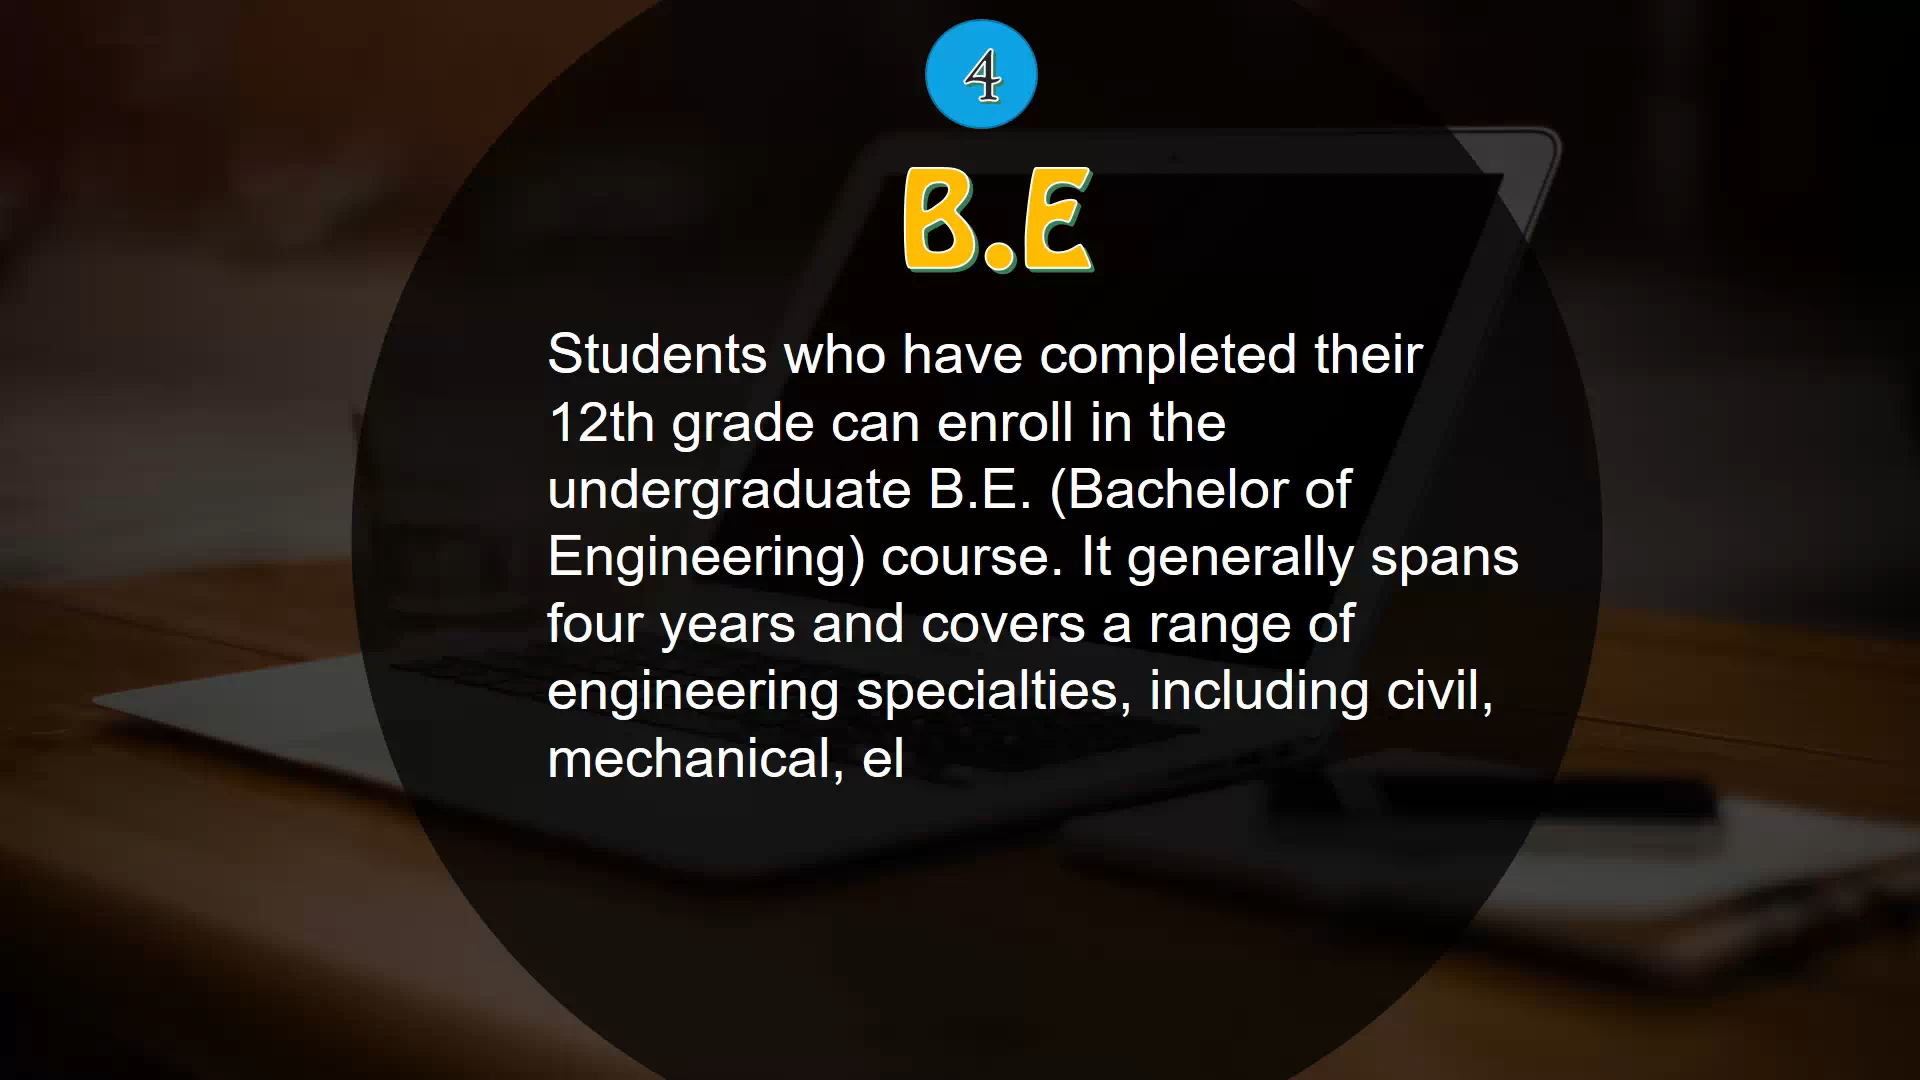 4
B.E
Students who have completed their
12th grade can enroll in the
undergraduate B.E. (Bachelor of
Engineering) course. It generally spans
four years and covers a range of
engineering specialties, including civil,
mechanical, el